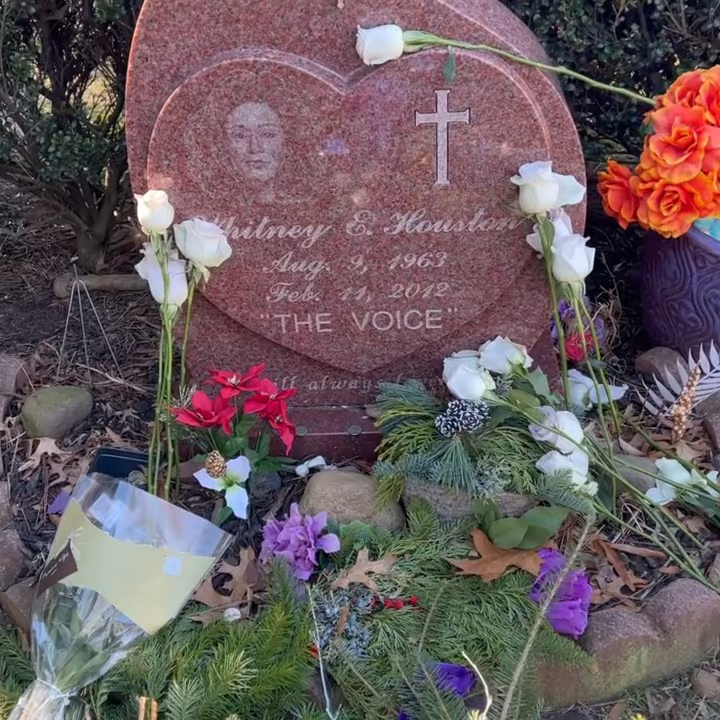 Whitney E. Houston
Aug. 9, 1963
Feb. 11, 2012
"THE VOICE"
always